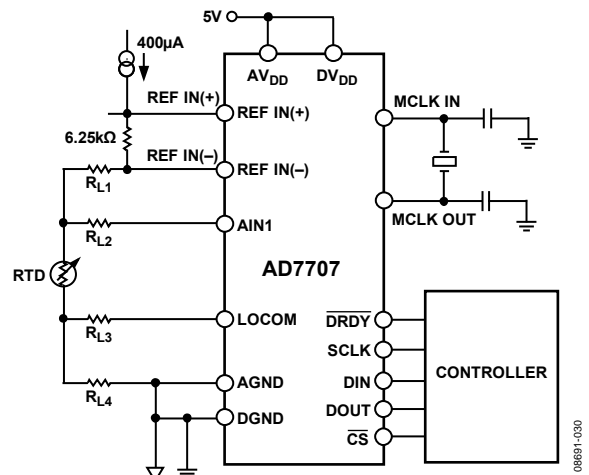 5V
400µA
AVDD
DVDD
REF IN(+)
REF IN(+)
MCLK IN
6.25kΩ
REF IN(–)
REF IN(–)
RL1
RL2
AIN1
MCLK OUT
AD7707
RTD
RL3
LOCOM
DRDY
SCLK
CONTROLLER
DIN
RL4
AGND
DOUT
DGND
CS
08691-030